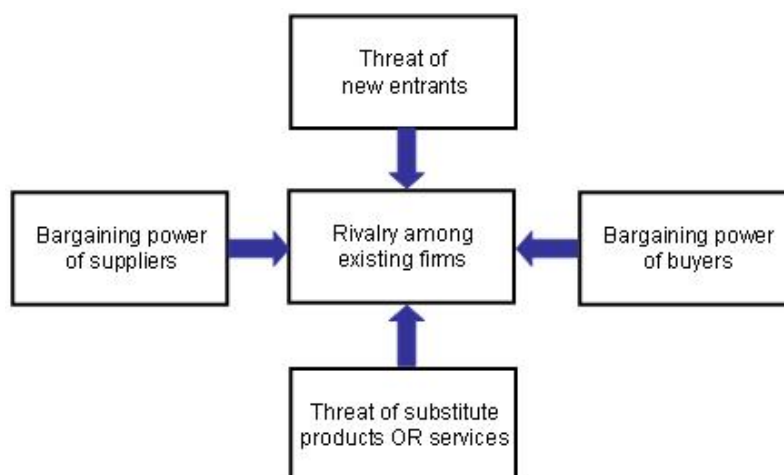 Threat of
new entrants
Bargaining power
of suppliers
Rivalry among
existing firms
Bargaining power
of buyers
Threat of substitute
products OR services